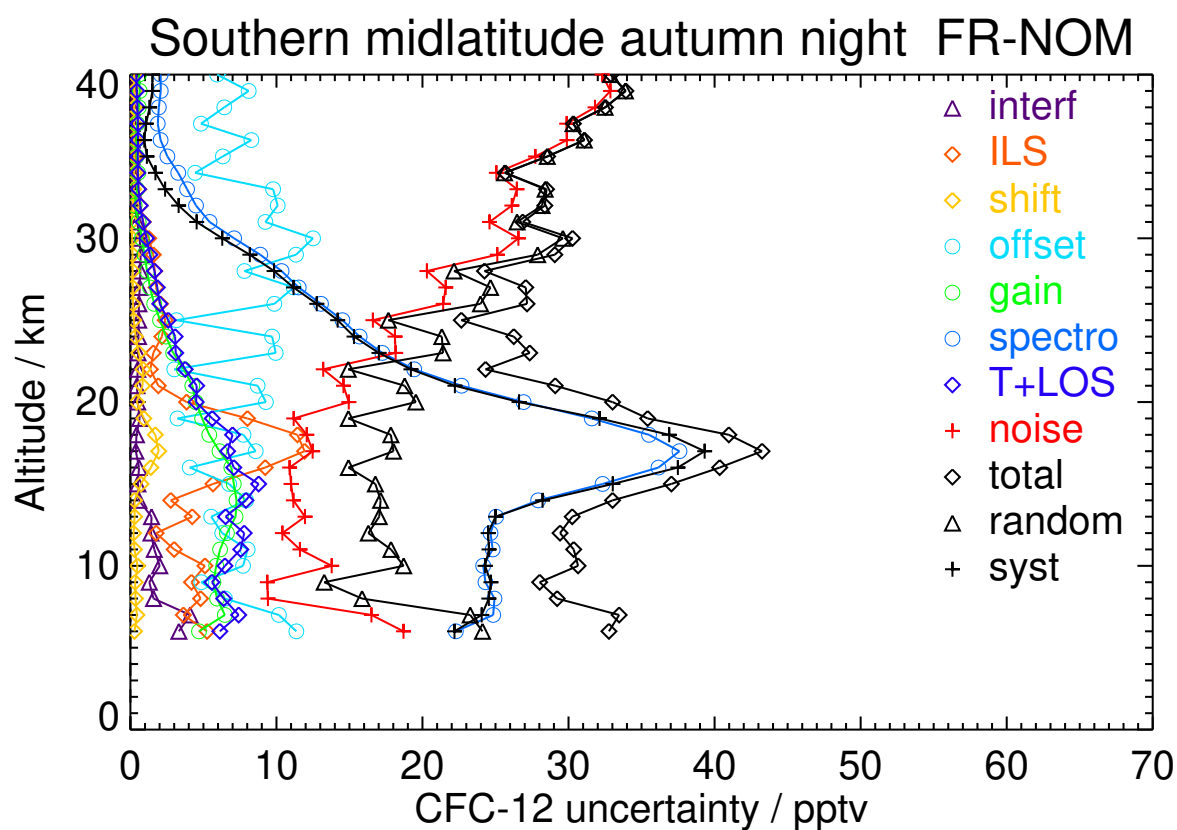 Southern midlatitude autumn night FR-NOM
40
30
20
10
0
Altitude / km
interf
ILS
shift
offset
gain
spectro
T+LOS
noise
total
random
syst
0 10 20 30 40 50 60 70
CFC-12 uncertainty / pptv